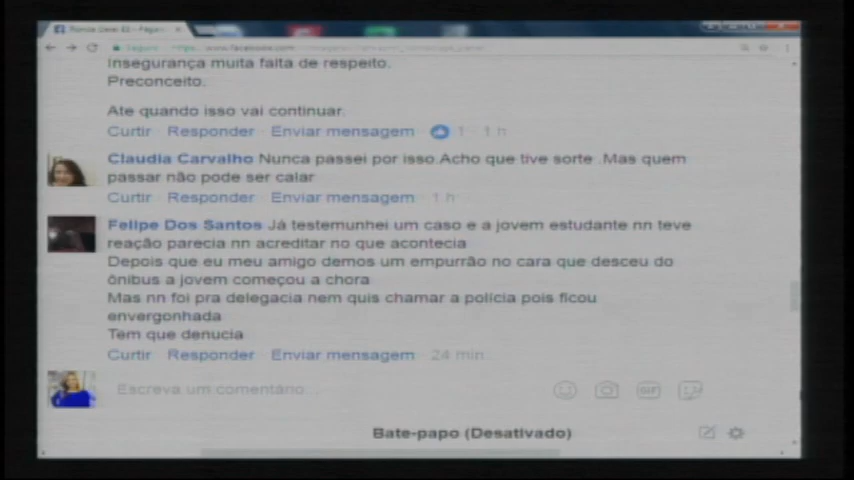 Insegurança muita falta de respeito.
Preconceito.
Ate quando isso vai continuar.
Curtir · Responder · Enviar mensagem · 1 · 1 h
Claudia Carvalho Nunca passei por isso.Acho que tive sorte .Mas quem
passar não pode ser calar
Curtir · Responder · Enviar mensagem · 1 h
Felipe Dos Santos Já testemunhei um caso e a jovem estudante nn teve
reação parecia nn acreditar no que acontecia
Depois que eu meu amigo demos um empurrão no cara que desceu do
ônibus a jovem começou a chora
Mas nn foi pra delegacia nem quis chamar a polícia pois ficou
envergonhada
Tem que denucia
Curtir · Responder · Enviar mensagem · 24 min
Escreva um comentário...
GIF
Bate-papo (Desativado)